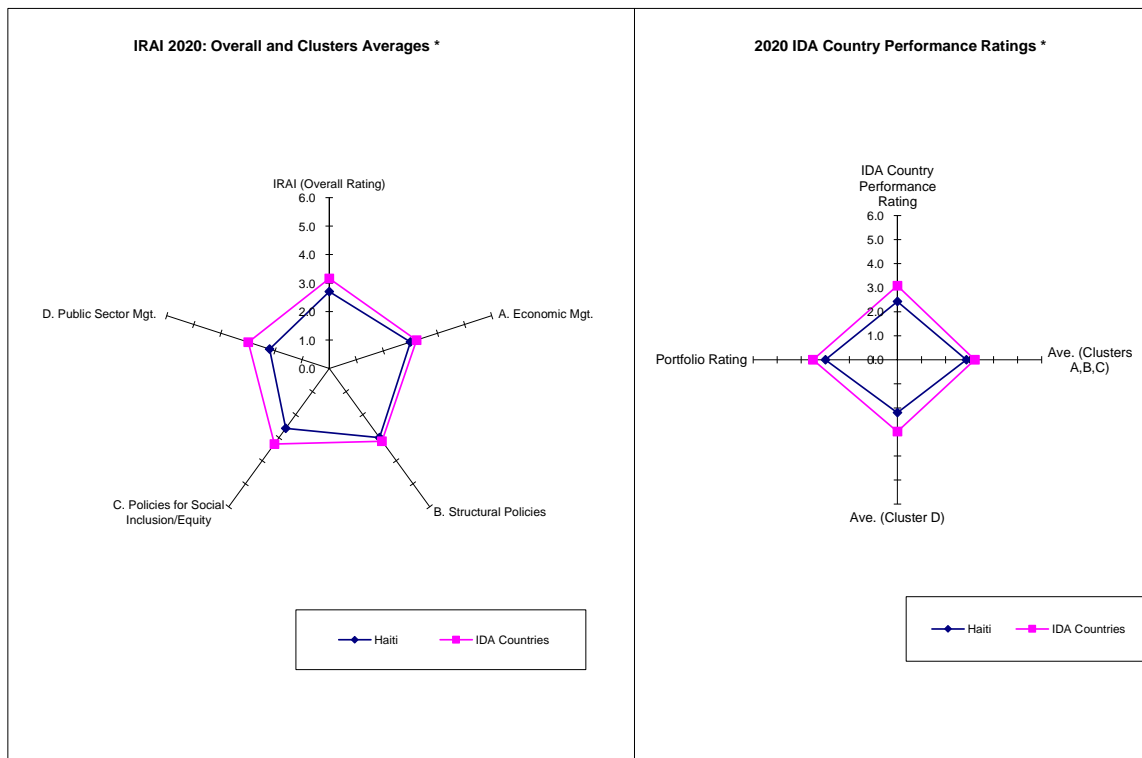 IRAI 2020: Overall and Clusters Averages *
IRAI (Overall Rating)
6.0
5.0
4.0
3.0
2.0
1.0
0.0
A. Economic Mgt.
B. Structural Policies
C. Policies for Social
Inclusion/Equity
D. Public Sector Mgt.
Haiti
IDA Countries
2020 IDA Country Performance Ratings *
IDA Country
Performance
Rating
6.0
5.0
4.0
3.0
2.0
1.0
0.0
Ave. (Clusters
A,B,C)
Ave. (Cluster D)
Portfolio Rating
Haiti
IDA Countries